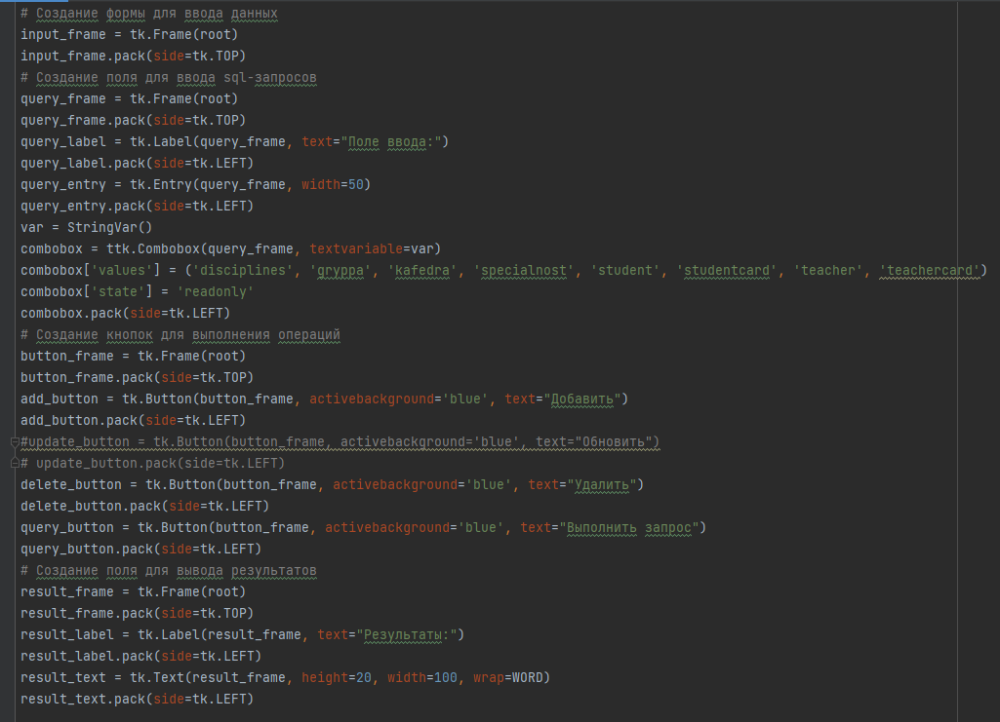 # Создание формы для ввода данных
input_frame = tk.Frame(root)
input_frame.pack(side=tk.TOP)
# Создание поля для ввода sql-запросов
query_frame = tk.Frame(root)
query_frame.pack(side=tk.TOP)
query_label = tk.Label(query_frame, text="Поле ввода:")
query_label.pack(side=tk.LEFT)
query_entry = tk.Entry(query_frame, width=50)
query_entry.pack(side=tk.LEFT)
var = StringVar()
combobox = ttk.Combobox(query_frame, textvariable=var)
combobox['values'] = ('disciplines', 'gryppa', 'kafedra', 'specialnost', 'student', 'studentcard', 'teacher', 'teachercard')
combobox['state'] = 'readonly'
combobox.pack(side=tk.LEFT)
# Создание кнопок для выполнения операций
button_frame = tk.Frame(root)
button_frame.pack(side=tk.TOP)
add_button = tk.Button(button_frame, activebackground='blue', text="Добавить")
add_button.pack(side=tk.LEFT)
#update_button = tk.Button(button_frame, activebackground='blue', text="Обновить")
# update_button.pack(side=tk.LEFT)
delete_button = tk.Button(button_frame, activebackground='blue', text="Удалить")
delete_button.pack(side=tk.LEFT)
query_button = tk.Button(button_frame, activebackground='blue', text="Выполнить запрос")
query_button.pack(side=tk.LEFT)
# Создание поля для вывода результатов
result_frame = tk.Frame(root)
result_frame.pack(side=tk.TOP)
result_label = tk.Label(result_frame, text="Результаты:")
result_label.pack(side=tk.LEFT)
result_text = tk.Text(result_frame, height=20, width=100, wrap=WORD)
result_text.pack(side=tk.LEFT)